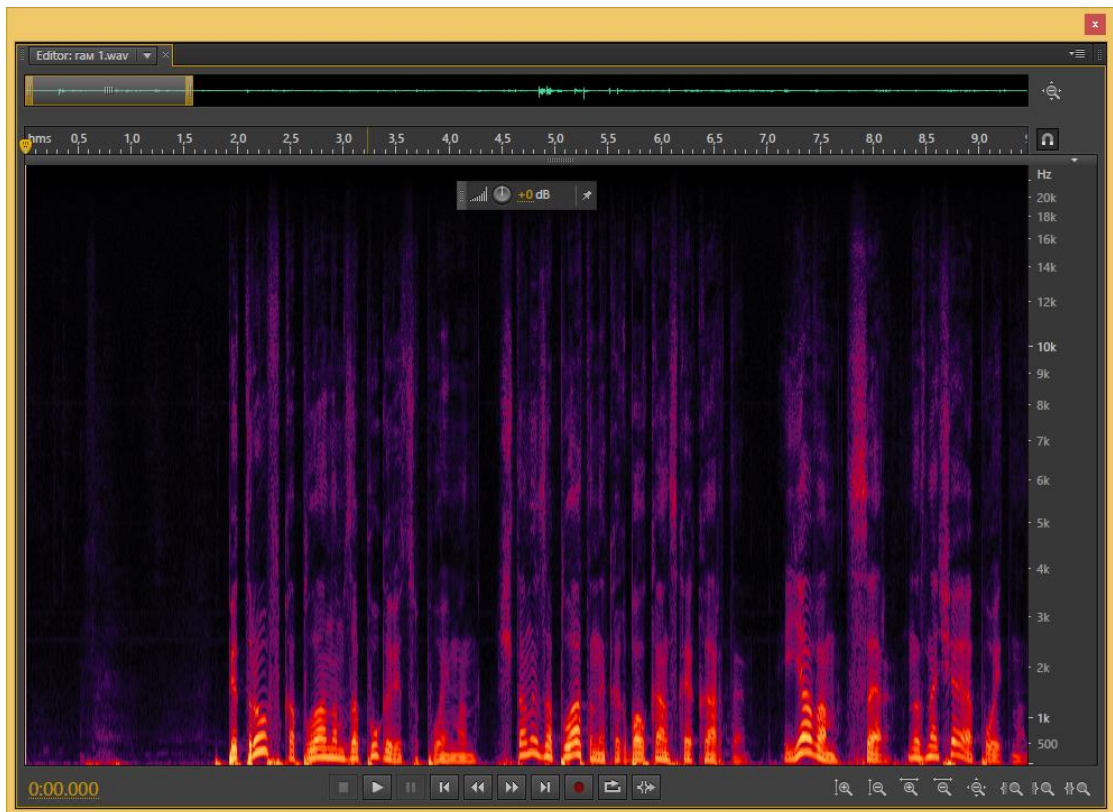 x
Editor: гам 1.wav
hms 0,5 1,0 1,5 2,0 2,5 3,0 3,5 4,0 4,5 5,0 5,5 6,0 6,5 7,0 7,5 8,0 8,5 9,0
+0 dB
Hz
20k
18k
16k
14k
12k
10k
9k
8k
7k
6k
5k
4k
3k
2k
1k
500
0:00.000